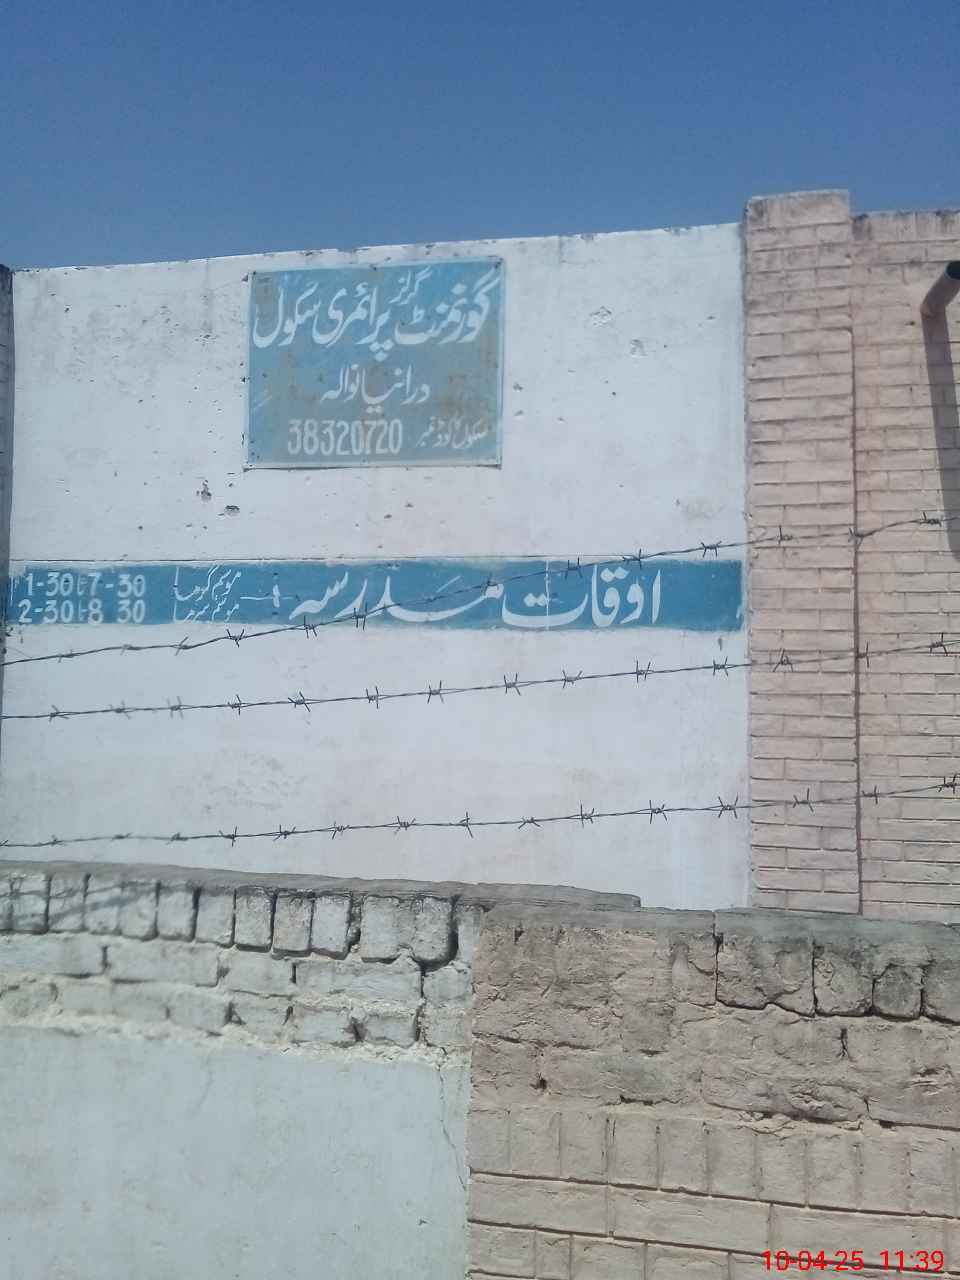 گورنمنٹ گرلز پرائمری سکول
درانیانوالہ
سکول کوڈ نمبر 38320720
اوقات مدرسہ
موسم گرما 7-30 تا 1-30
موسم سرما 8 30 تا 2-30
10-04-25 11:39